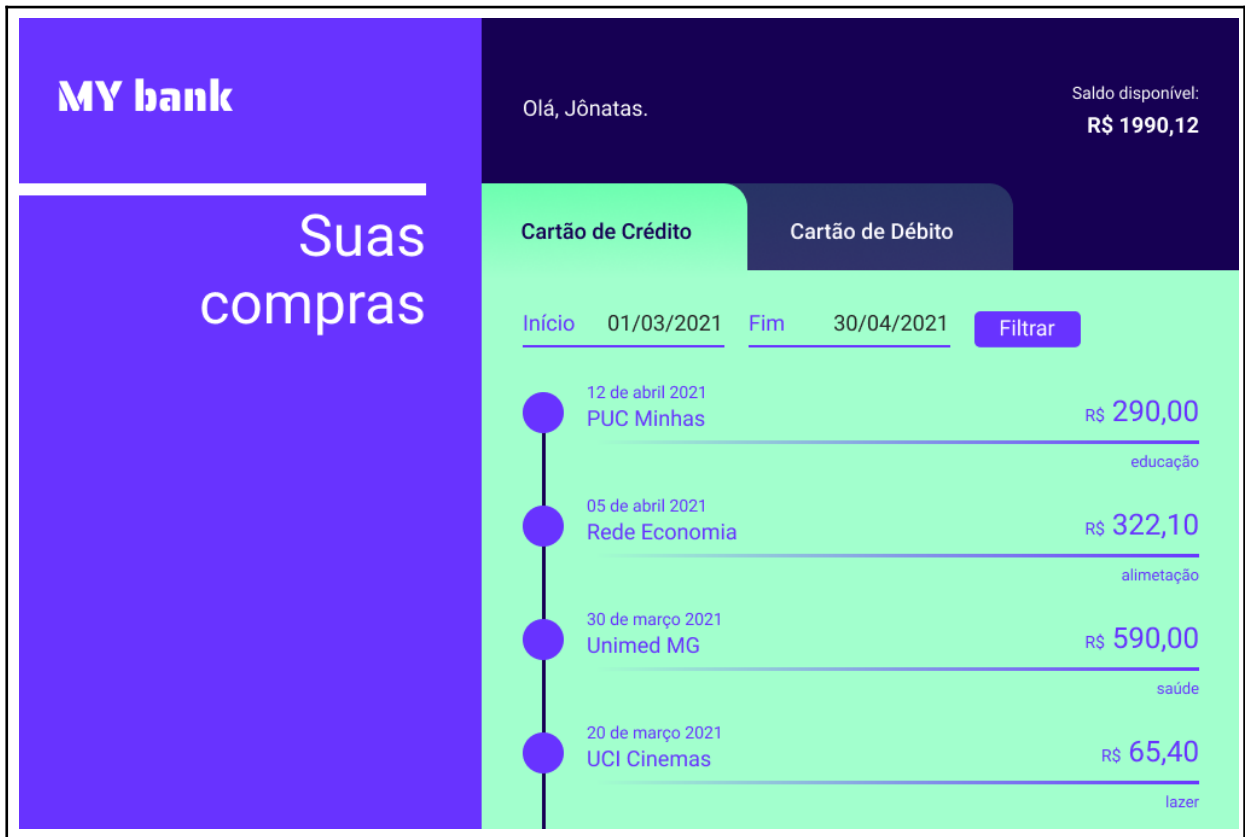 MY bank
Suas
compras
Olá, Jônatas.
Saldo disponível:
R$ 1990,12
Cartão de Crédito
Cartão de Débito
Início 01/03/2021 Fim 30/04/2021 Filtrar
12 de abril 2021
PUC Minhas R$ 290,00
educação
05 de abril 2021
Rede Economia R$ 322,10
alimetação
30 de março 2021
Unimed MG R$ 590,00
saúde
20 de março 2021
UCI Cinemas R$ 65,40
lazer